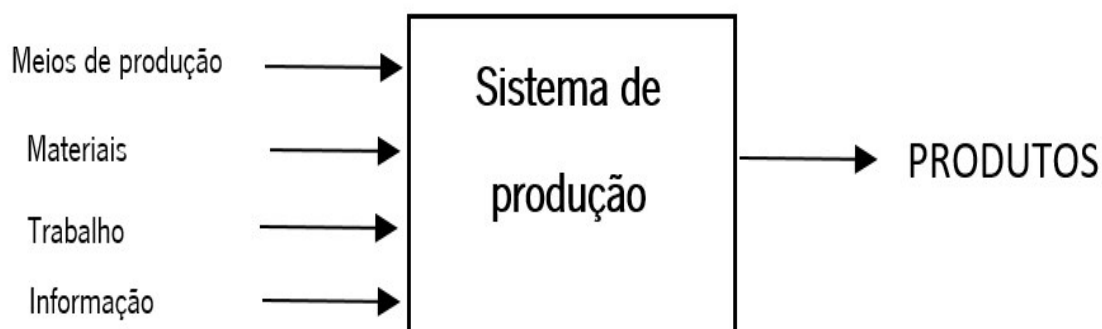 Meios de produção
Materiais
Trabalho
Informação
Sistema de
produção
PRODUTOS